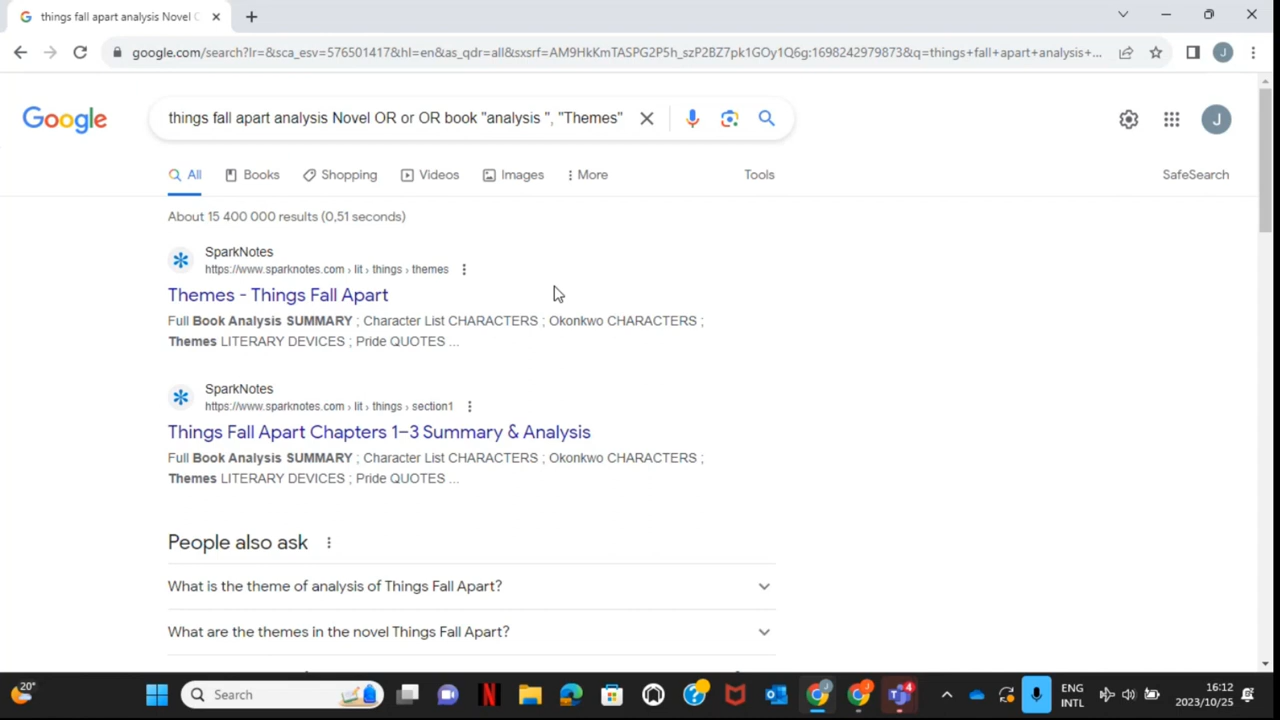 things fall apart analysis Novel O
google.com/search?lr=&sca_esv=576501417&hl=en&as_qdr=all&sxsrf=AM9HkKmTASPG2P5h_szP2BZ7pk1GOy1Q6g:1698242979873&q=things+fall+apart+analysis+...
J
Google
things fall apart analysis Novel OR or OR book "analysis ", "Themes"
J
All
Books
Shopping
Videos
Images
More
Tools
SafeSearch
About 15 400 000 results (0,51 seconds)
SparkNotes
https://www.sparknotes.com › lit › things › themes
Themes - Things Fall Apart
Full Book Analysis SUMMARY ; Character List CHARACTERS ; Okonkwo CHARACTERS ;
Themes LITERARY DEVICES ; Pride QUOTES ...
SparkNotes
https://www.sparknotes.com › lit › things › section1
Things Fall Apart Chapters 1–3 Summary & Analysis
Full Book Analysis SUMMARY ; Character List CHARACTERS ; Okonkwo CHARACTERS ;
Themes LITERARY DEVICES ; Pride QUOTES ...
People also ask
What is the theme of analysis of Things Fall Apart?
What are the themes in the novel Things Fall Apart?
20°
Search
4
ENG
INTL
16:12
2023/10/25